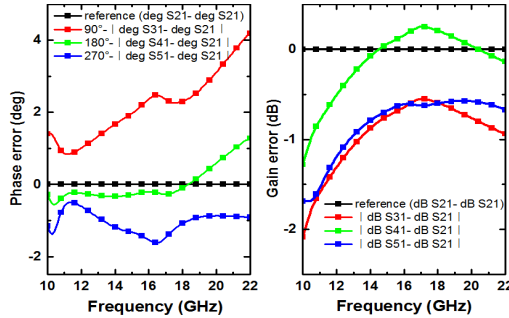 reference (deg S21- deg S21)
90°- | deg S31- deg S21 |
180°- | deg S41- deg S21 |
270°- | deg S51- deg S21 |
Phase error (deg)
4
2
0
-2
10 12 14 16 18 20 22
Frequency (GHz)
Gain error (dB)
0
-1
-2
reference (dB S21- dB S21)
| dB S31- dB S21 |
| dB S41- dB S21 |
| dB S51- dB S21 |
10 12 14 16 18 20 22
Frequency (GHz)